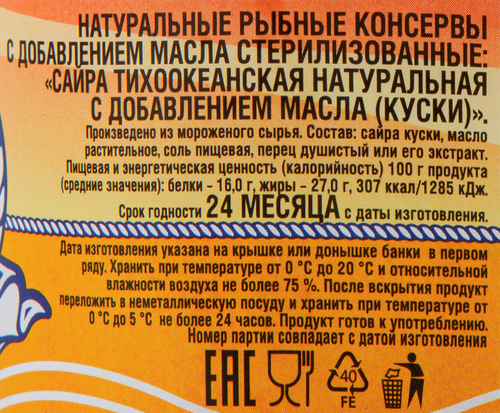 НАТУРАЛЬНЫЕ РЫБНЫЕ КОНСЕРВЫ
С ДОБАВЛЕНИЕМ МАСЛА СТЕРИЛИЗОВАННЫЕ:
«САЙРА ТИХООКЕАНСКАЯ НАТУРАЛЬНАЯ
С ДОБАВЛЕНИЕМ МАСЛА (КУСКИ)».
Произведено из мороженого сырья. Состав: сайра куски, масло
растительное, соль пищевая, перец душистый или его экстракт.
Пищевая и энергетическая ценность (калорийность) 100 г продукта
(средние значения): белки – 16,0 г, жиры – 27,0 г, 307 ккал/1285 кДж.
Срок годности 24 МЕСЯЦА с даты изготовления.
Дата изготовления указана на крышке или донышке банки в первом
ряду. Хранить при температуре от 0 °С до 20 °С и относительной
влажности воздуха не более 75 %. После вскрытия продукт
переложить в неметаллическую посуду и хранить при температуре от
0 °С до 5 °С не более 24 часов. Продукт готов к употреблению.
Номер партии совпадает с датой изготовления
EAC 40
FE